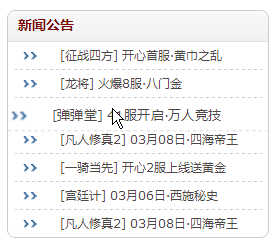 新闻公告
[征战四方] 开心首服·黄巾之乱
[龙将] 火爆8服·八门金
[弹弹堂] 4 服开启·万人竞技
[凡人修真2] 03月08日·四海帝王
[一骑当先] 开心2服上线送黄金
[宫廷计] 03月06日·西施秘史
[凡人修真2] 03月08日·四海帝王